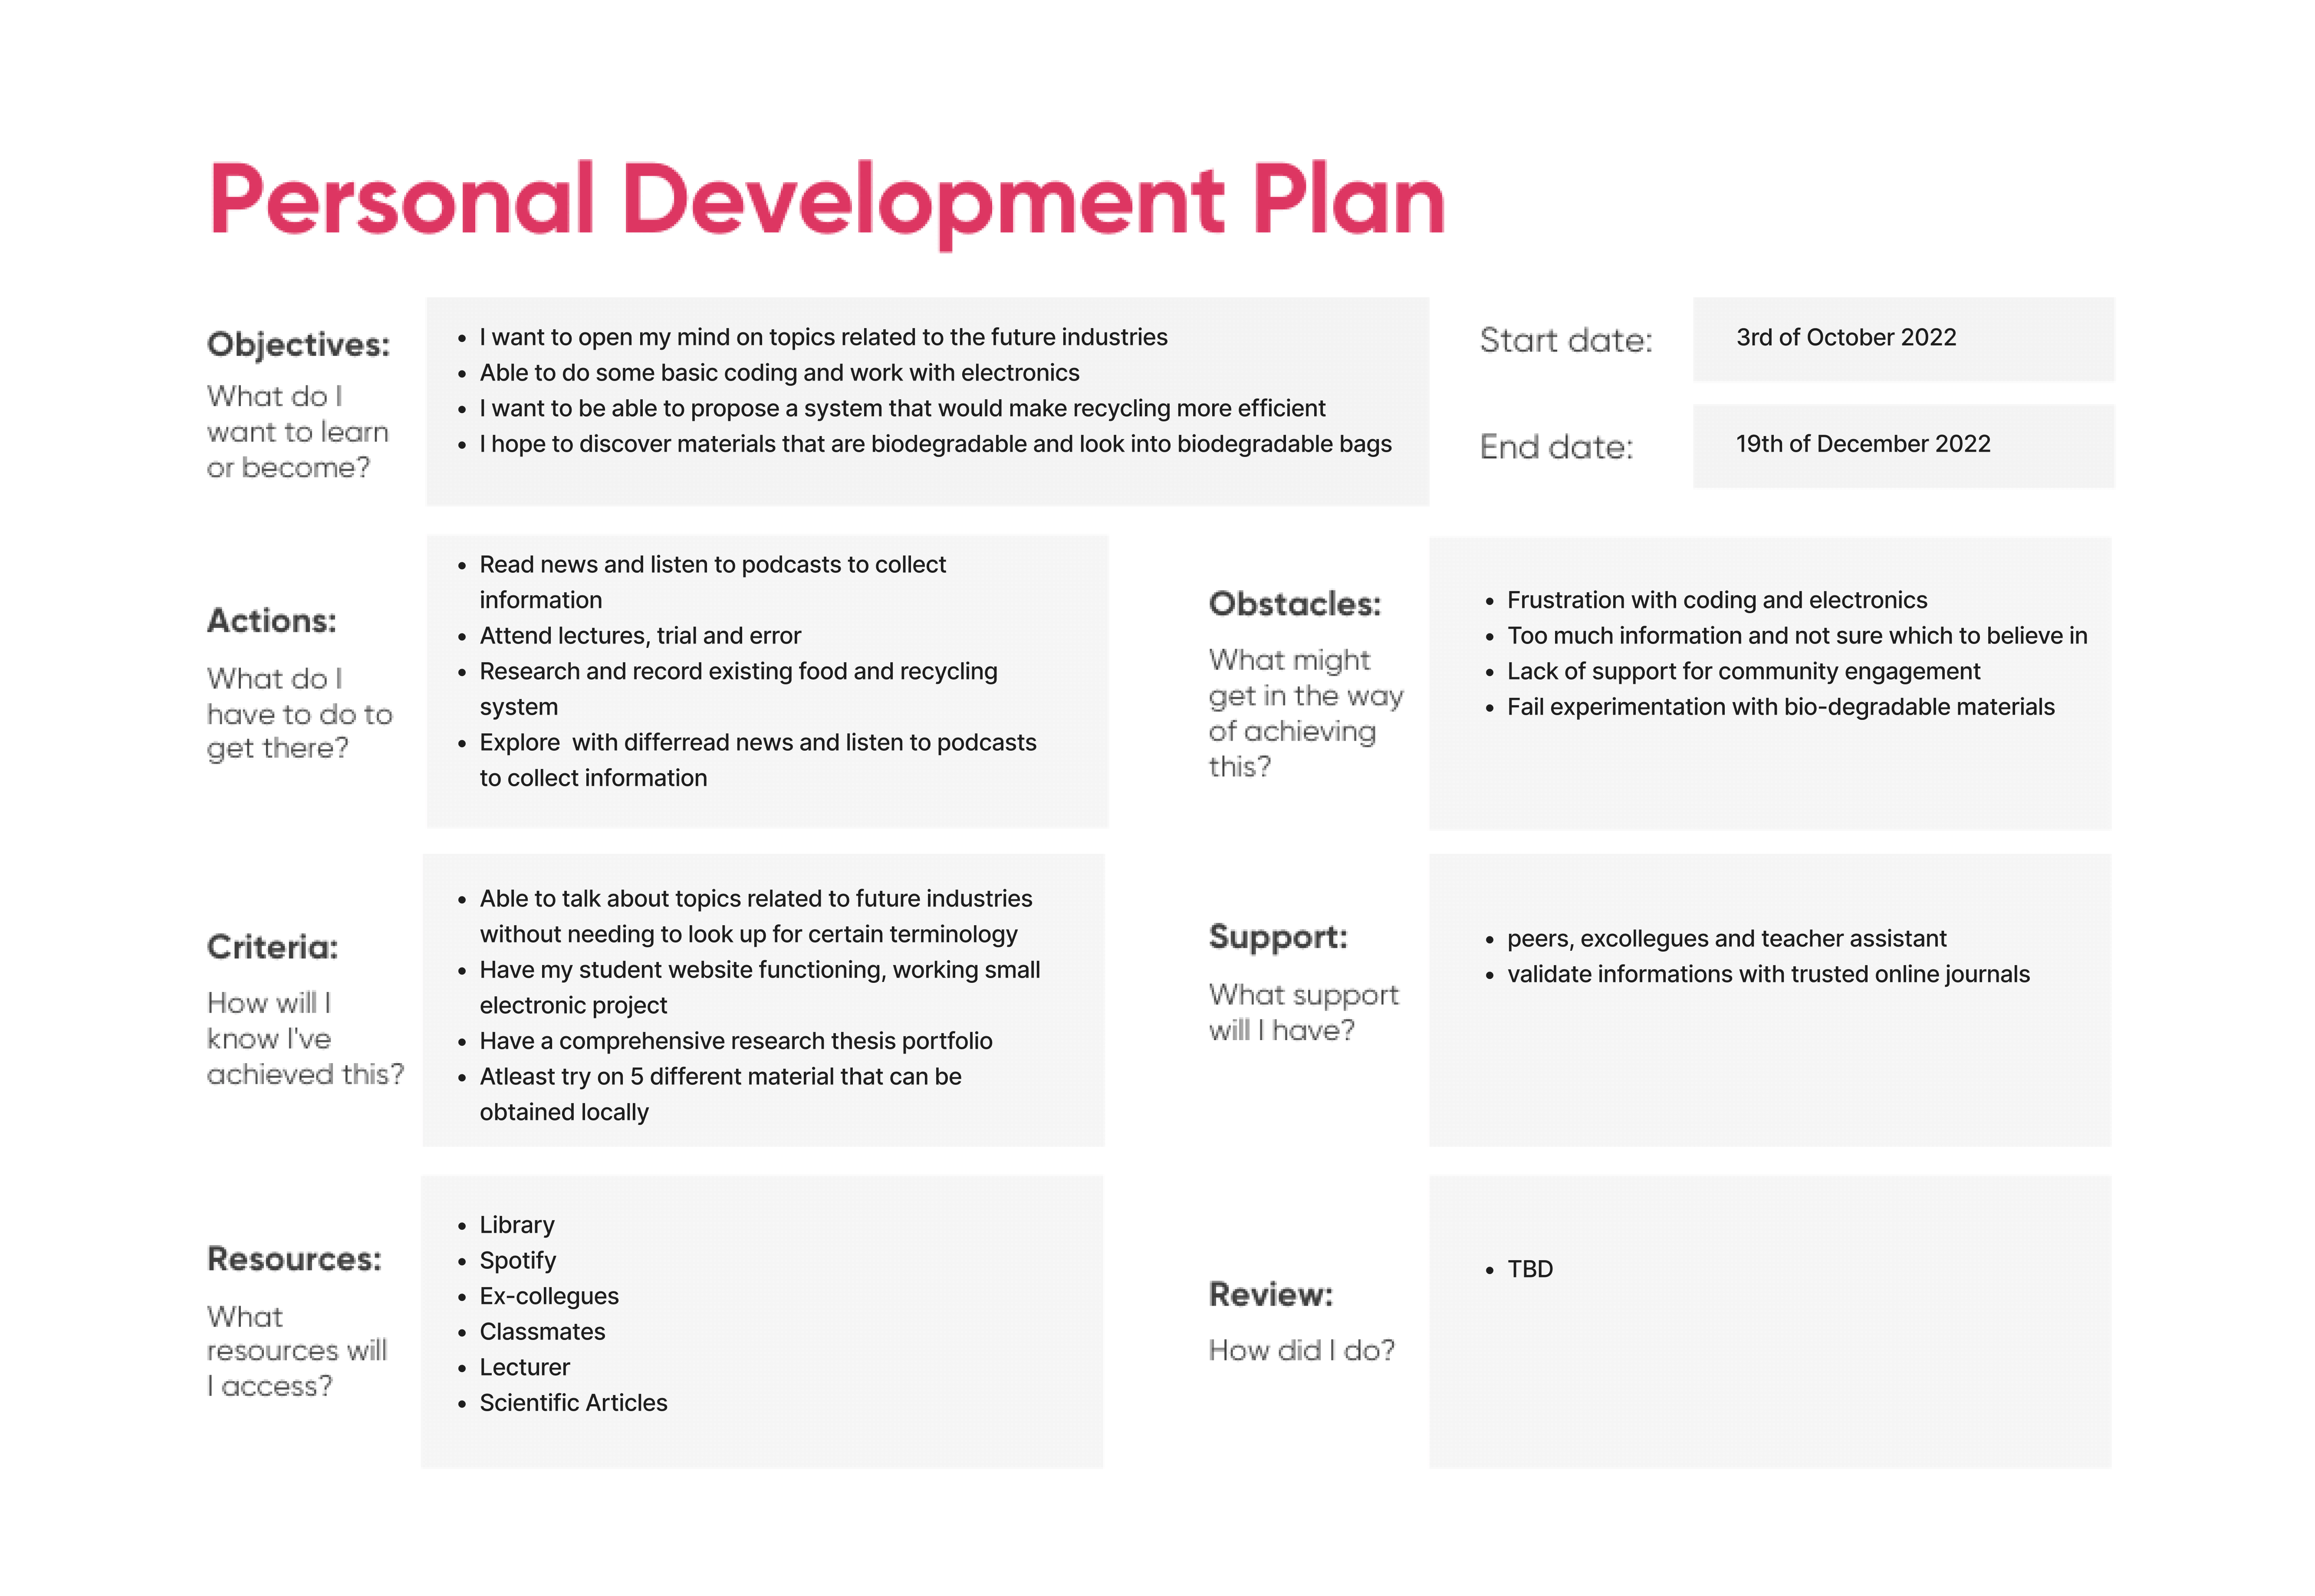 Personal Development Plan
Objectives:
What do I
want to learn
or become?
• I want to open my mind on topics related to the future industries
• Able to do some basic coding and work with electronics
• I want to be able to propose a system that would make recycling more efficient
• I hope to discover materials that are biodegradable and look into biodegradable bags
Start date:
3rd of October 2022
End date:
19th of December 2022
Actions:
What do I
have to do to
get there?
• Read news and listen to podcasts to collect
information
• Attend lectures, trial and error
• Research and record existing food and recycling
system
• Explore  with differread news and listen to podcasts
to collect information
Obstacles:
What might
get in the way
of achieving
this?
• Frustration with coding and electronics
• Too much information and not sure which to believe in
• Lack of support for community engagement
• Fail experimentation with bio-degradable materials
Criteria:
How will I
know I've
achieved this?
• Able to talk about topics related to future industries
without needing to look up for certain terminology
• Have my student website functioning, working small
electronic project
• Have a comprehensive research thesis portfolio
• Atleast try on 5 different material that can be
obtained locally
Support:
What support
will I have?
• peers, excollegues and teacher assistant
• validate informations with trusted online journals
Resources:
What
resources will
I access?
• Library
• Spotify
• Ex-collegues
• Classmates
• Lecturer
• Scientific Articles
Review:
How did I do?
• TBD